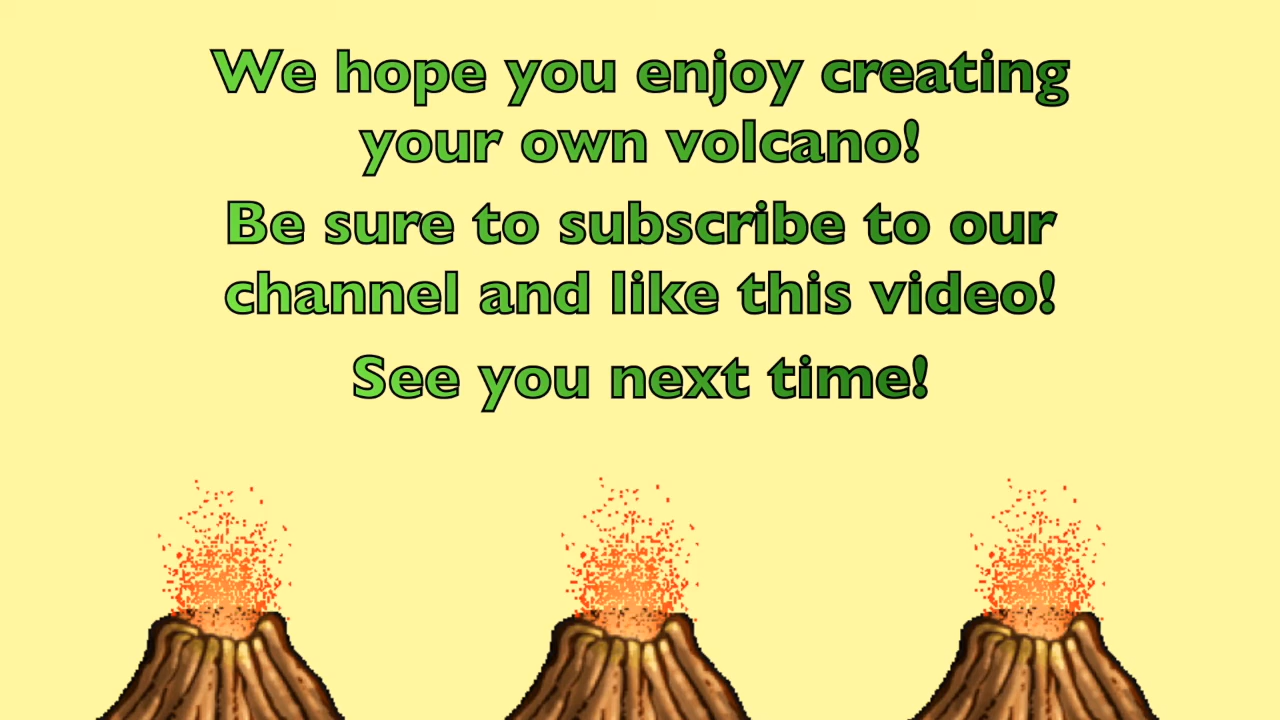 We hope you enjoy creating
your own volcano!
Be sure to subscribe to our
channel and like this video!
See you next time!